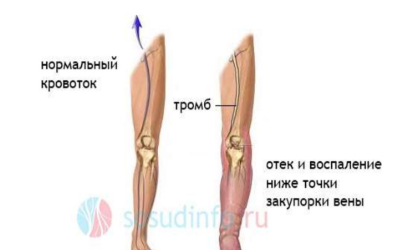 нормальный
кровоток
тромб
отек и воспаление
ниже точки
закупорки вены
sosudinfo.ru